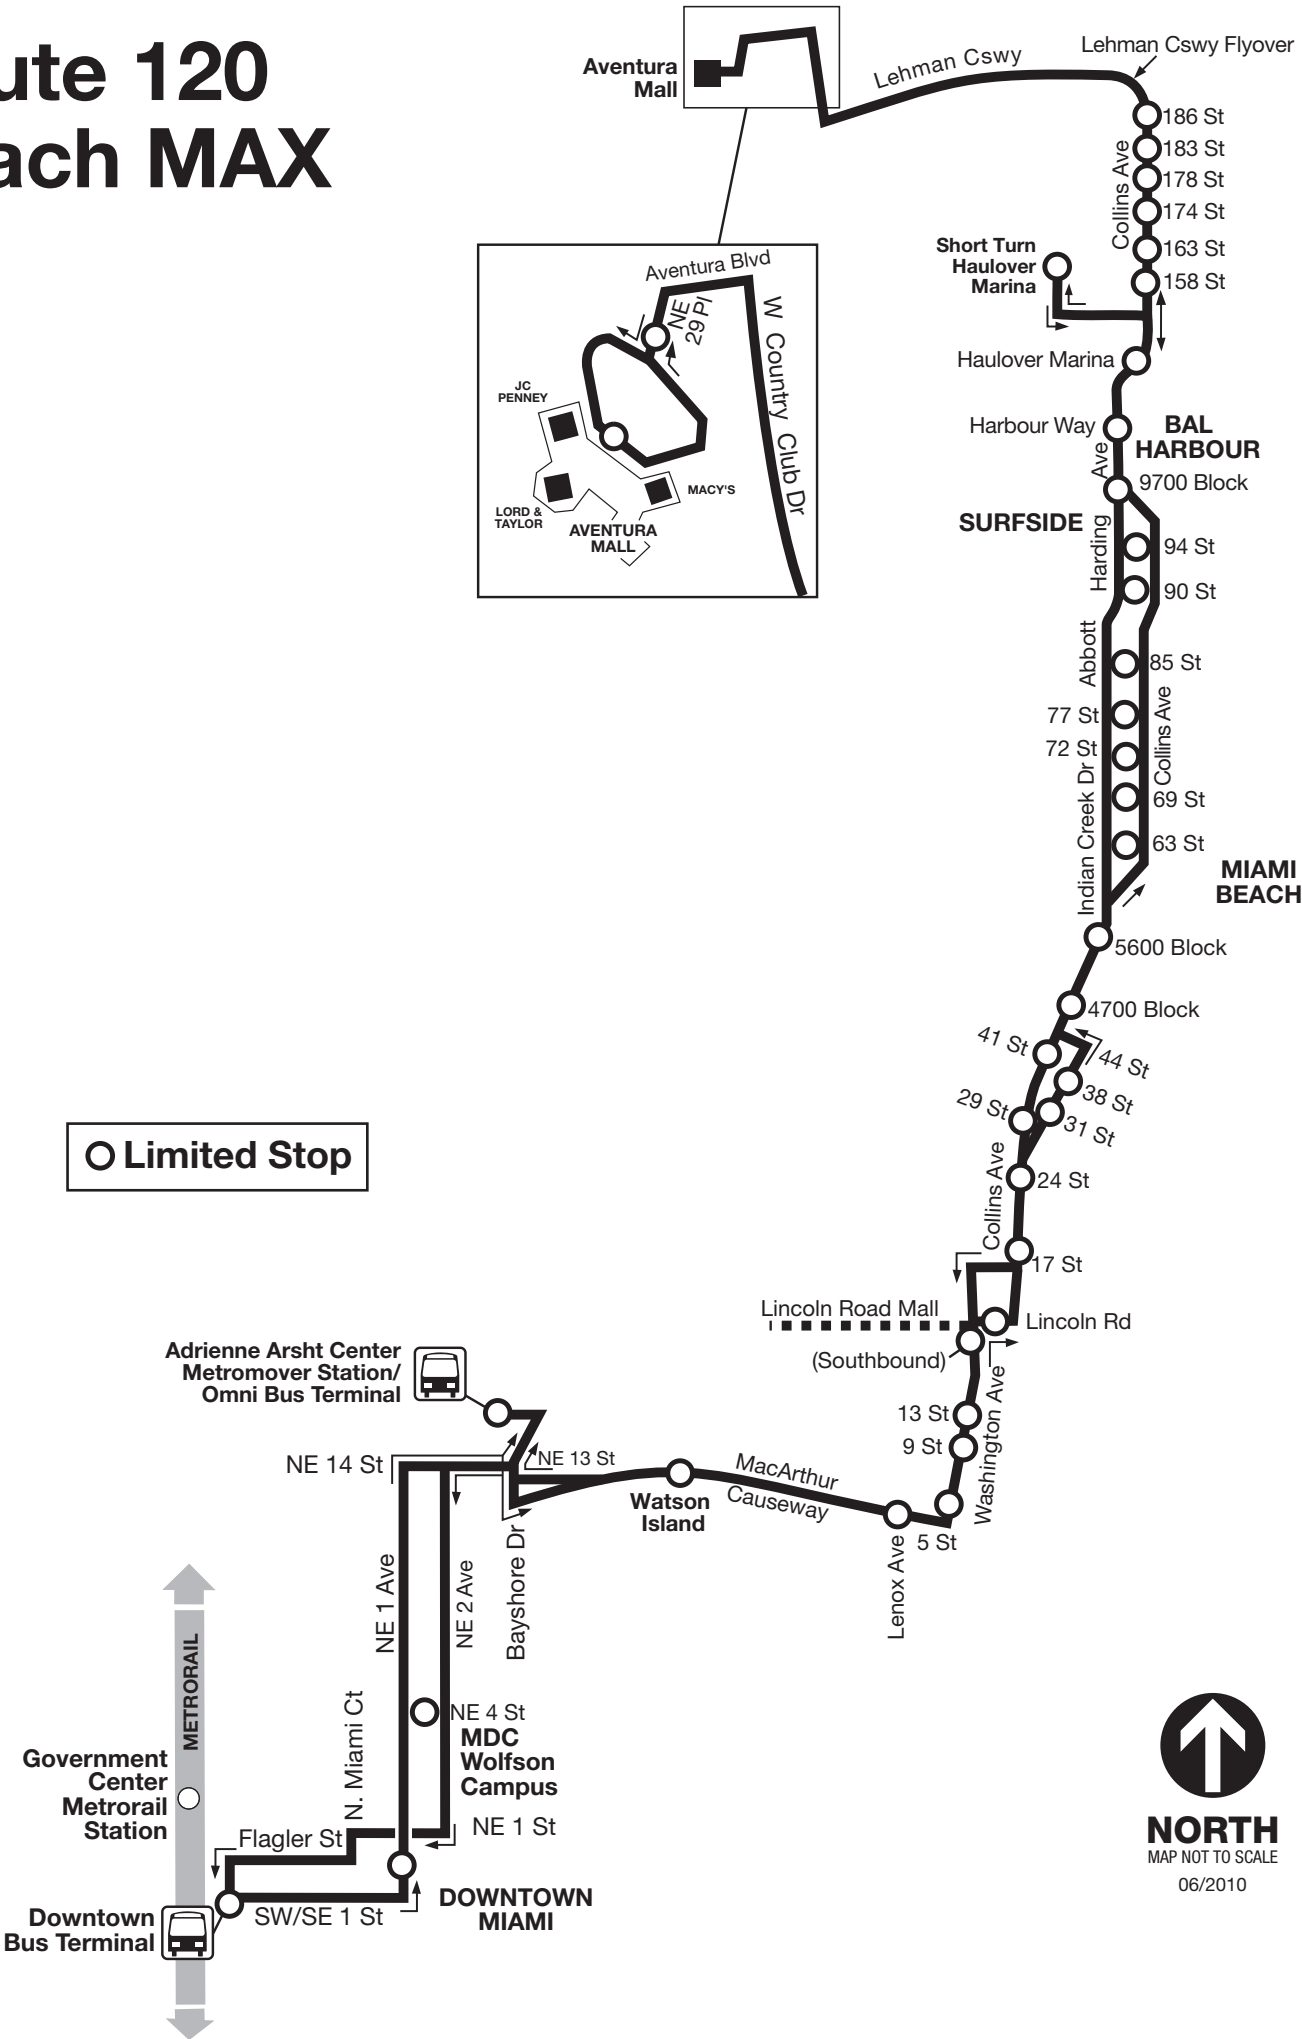 ute 120
ach MAX
Aventura
Mall
Lehman Cswy
Lehman Cswy Flyover
186 St
183 St
178 St
174 St
163 St
158 St
Collins Ave
Short Turn
Haulover
Marina
Haulover Marina
Harbour Way
BAL
HARBOUR
Ave
9700 Block
SURFSIDE
Harding
94 St
90 St
Abbott
85 St
77 St
72 St
Collins Ave
69 St
63 St
Indian Creek Dr
MIAMI
BEACH
5600 Block
4700 Block
41 St
44 St
38 St
29 St
31 St
24 St
Collins Ave
17 St
Aventura Blvd
NE
29 Pl
W Country Club Dr
JC
PENNEY
LORD &
TAYLOR
MACY'S
AVENTURA
MALL
Limited Stop
Lincoln Road Mall
Lincoln Rd
(Southbound)
13 St
9 St
Washington Ave
Adrienne Arsht Center
Metromover Station/
Omni Bus Terminal
NE 14 St
NE 13 St
Watson
Island
MacArthur
Causeway
5 St
Lenox Ave
Bayshore Dr
NE 1 Ave
NE 2 Ave
METRORAIL
N. Miami Ct
NE 4 St
MDC
Wolfson
Campus
Government
Center
Metrorail
Station
NE 1 St
Flagler St
SW/SE 1 St
DOWNTOWN
MIAMI
Downtown
Bus Terminal
NORTH
MAP NOT TO SCALE
06/2010